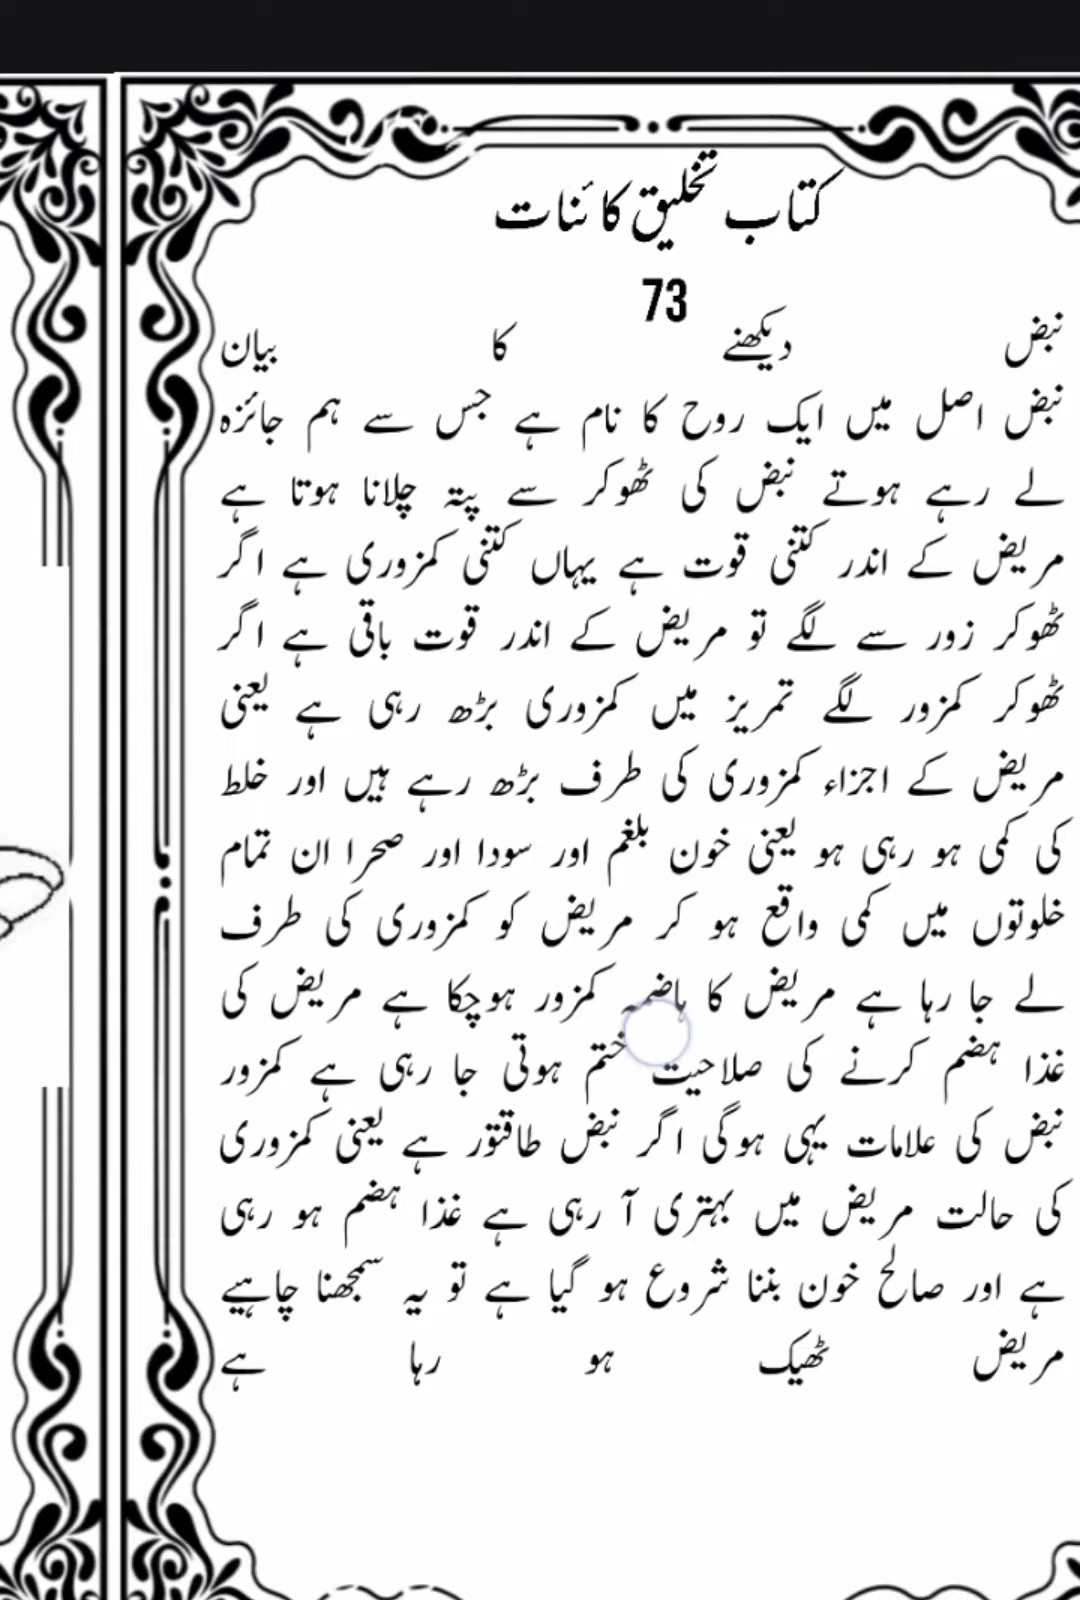 کتاب تخلیق کائنات
73
نبض دیکھنے کا بیان
نبض اصل میں ایک روح کا نام ہے جس سے ہم جائزہ
لے رہے ہوتے نبض کی ٹھوکر سے پتہ چلانا ہوتا ہے
مریض کے اندر کتنی قوت ہے یہاں کتنی کمزوری ہے اگر
ٹھوکر زور سے لگے تو مریض کے اندر قوت باقی ہے اگر
ٹھوکر کمزور لگے تمریز میں کمزوری بڑھ رہی ہے یعنی
مریض کے اجزاء کمزوری کی طرف بڑھ رہے ہیں اور خلط
کی کمی ہو رہی ہو یعنی خون بلغم اور سودا اور صحرا ان تمام
خلوتوں میں کمی واقع ہو کر مریض کو کمزوری کی طرف
لے جا رہا ہے مریض کا ہاضمہ کمزور ہوچکا ہے مریض کی
غذا ہضم کرنے کی صلاحیت ختم ہوتی جا رہی ہے کمزور
نبض کی علامات یہی ہوگی اگر نبض طاقتور ہے یعنی کمزوری
کی حالت مریض میں بہتری آ رہی ہے غذا ہضم ہو رہی
ہے اور صالح خون بننا شروع ہو گیا ہے تو یہ سمجھنا چاہیے
مریض ٹھیک ہو رہا ہے